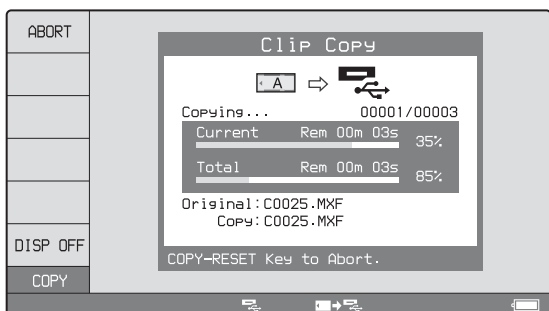 ABORT
Clip Copy
A
Copying... 00001/00003
Current Rem 00m 03s 35%
Total Rem 00m 03s 85%
Original:C0025.MXF
Copy:C0025.MXF
DISP OFF
COPY-RESET Key to Abort.
COPY